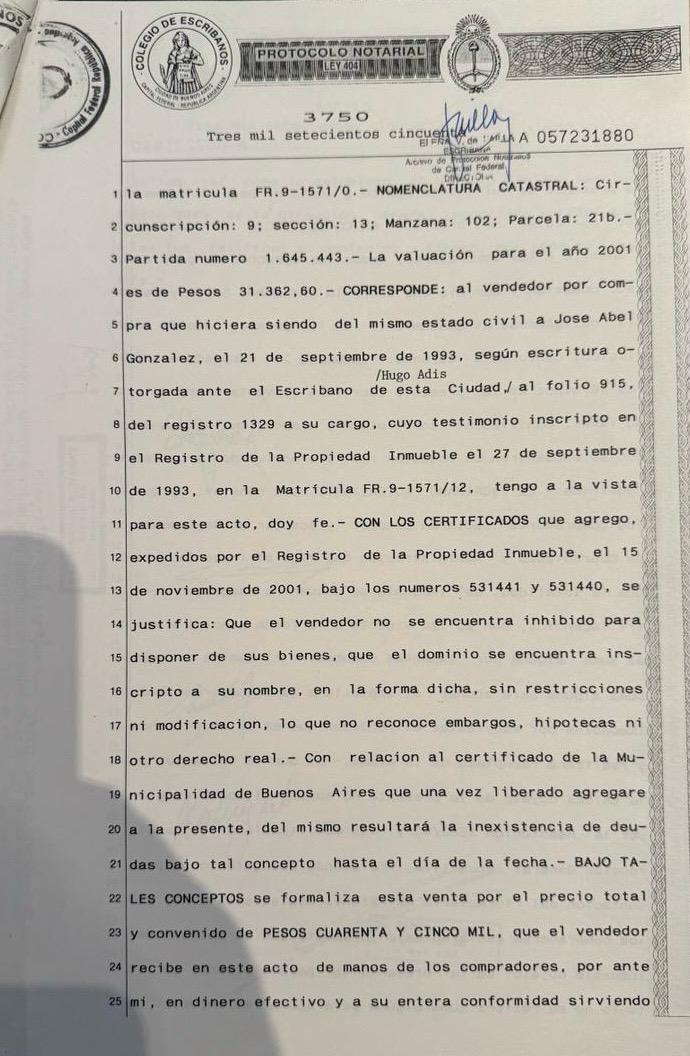 COLEGIO DE ESCRIBANOS
CIUDAD DE BUENOS AIRES
CAPITAL FEDERAL - REPUBLICA ARGENTINA
PROTOCOLO NOTARIAL
LEY 404
Capital Federal República
3750
Tres mil setecientos cincuenta
A 057231880
ESCRIBANA
Archivo de Protocolos Notariales
de Capital Federal
1 la matricula FR.9-1571/0.- NOMENCLATURA CATASTRAL: Cir-
2 cunscripción: 9; sección: 13; Manzana: 102; Parcela: 21b.-
3 Partida numero 1.645.443.- La valuación para el año 2001
4 es de Pesos 31.362,60.- CORRESPONDE: al vendedor por com-
5 pra que hiciera siendo del mismo estado civil a Jose Abel
6 Gonzalez, el 21 de septiembre de 1993, según escritura o-
/Hugo Adis
7 torgada ante el Escribano de esta Ciudad,/ al folio 915,
8 del registro 1329 a su cargo, cuyo testimonio inscripto en
9 el Registro de la Propiedad Inmueble el 27 de septiembre
10 de 1993, en la Matrícula FR.9-1571/12, tengo a la vista
11 para este acto, doy fe.- CON LOS CERTIFICADOS que agrego,
12 expedidos por el Registro de la Propiedad Inmueble, el 15
13 de noviembre de 2001, bajo los numeros 531441 y 531440, se
14 justifica: Que el vendedor no se encuentra inhibido para
15 disponer de sus bienes, que el dominio se encuentra ins-
16 cripto a su nombre, en la forma dicha, sin restricciones
17 ni modificacion, lo que no reconoce embargos, hipotecas ni
18 otro derecho real.- Con relacion al certificado de la Mu-
19 nicipalidad de Buenos Aires que una vez liberado agregare
20 a la presente, del mismo resultará la inexistencia de deu-
21 das bajo tal concepto hasta el día de la fecha.- BAJO TA-
22 LES CONCEPTOS se formaliza esta venta por el precio total
23 y convenido de PESOS CUARENTA Y CINCO MIL, que el vendedor
24 recibe en este acto de manos de los compradores, por ante
25 mi, en dinero efectivo y a su entera conformidad sirviendo